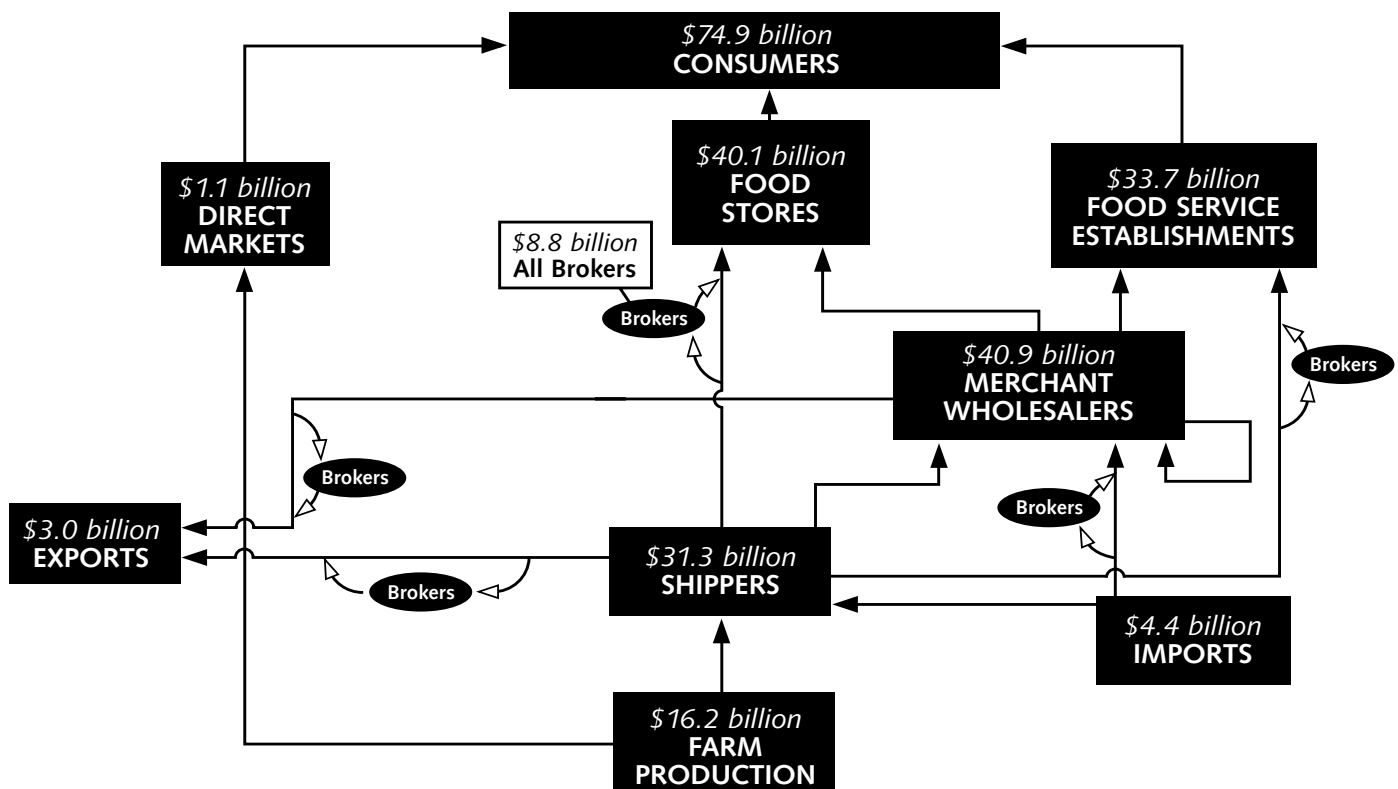 $74.9 billion
CONSUMERS
$40.1 billion
FOOD
STORES
$33.7 billion
FOOD SERVICE
ESTABLISHMENTS
$1.1 billion
DIRECT
MARKETS
$8.8 billion
All Brokers
Brokers
$40.9 billion
MERCHANT
WHOLESALERS
Brokers
Brokers
Brokers
$3.0 billion
EXPORTS
$31.3 billion
SHIPPERS
Brokers
$4.4 billion
IMPORTS
$16.2 billion
FARM
PRODUCTION